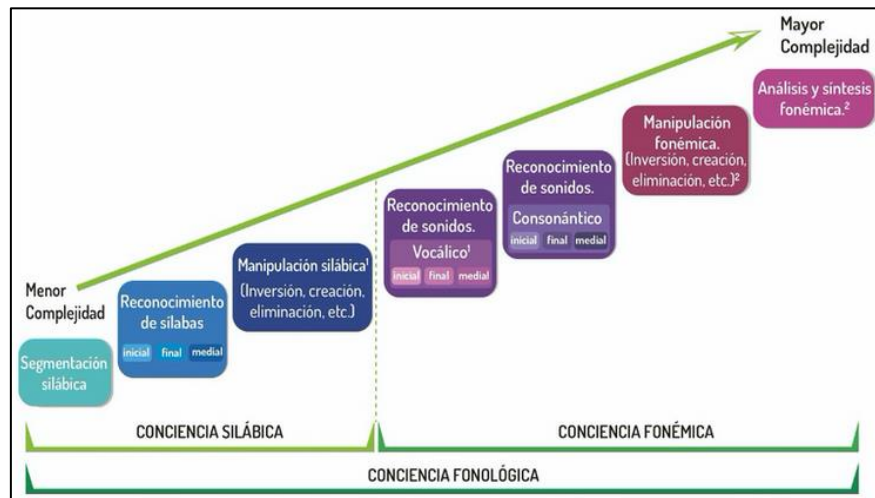 Mayor
Complejidad
Análisis y síntesis
fonémica.²
Manipulación
fonémica.
(Inversión, creación,
eliminación, etc.)²
Reconocimiento
de sonidos.
Consonántico
inicial final medial
Reconocimiento
de sonidos.
Vocálico¹
inicial final medial
Manipulación silábica¹
(Inversión, creación,
eliminación, etc.)
Menor
Complejidad
Reconocimiento
de sílabas
inicial final medial
Segmentación
silábica
CONCIENCIA SILÁBICA
CONCIENCIA FONÉMICA
CONCIENCIA FONOLÓGICA